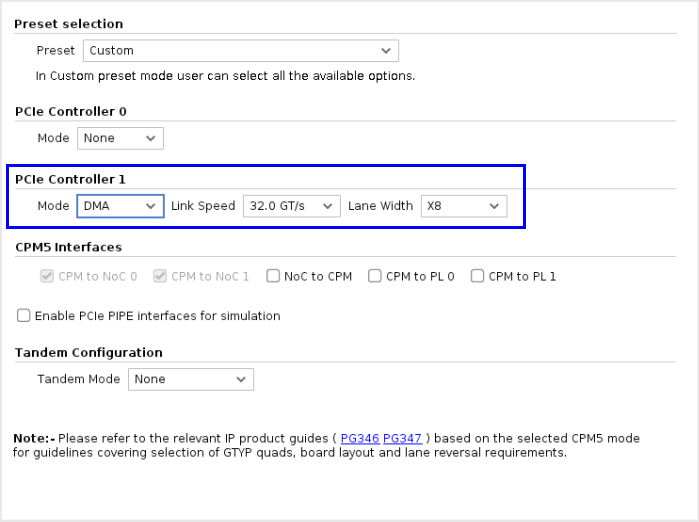 Preset selection
Preset Custom
In Custom preset mode user can select all the available options.
PCIe Controller 0
Mode None
PCIe Controller 1
Mode DMA Link Speed 32.0 GT/s Lane Width X8
CPM5 Interfaces
CPM to NoC 0 CPM to NoC 1 NoC to CPM CPM to PL 0 CPM to PL 1
Enable PCIe PIPE interfaces for simulation
Tandem Configuration
Tandem Mode None
Note:- Please refer to the relevant IP product guides ( PG346 PG347 ) based on the selected CPM5 mode
for guidelines covering selection of GTYP quads, board layout and lane reversal requirements.